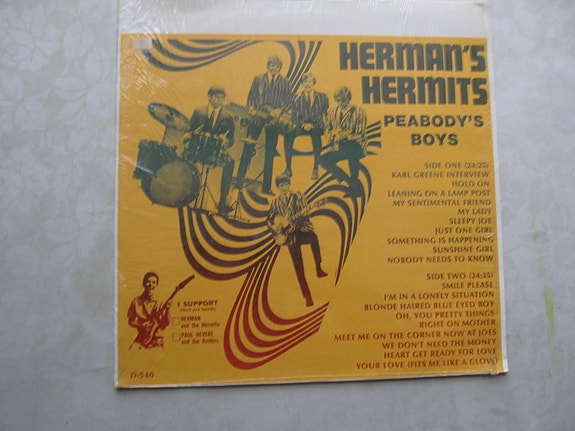 HERMAN'S
HERMITS
PEABODY'S
BOYS
SIDE ONE (24:25)
KARL GREENE INTERVIEW
HOLD ON
LEANING ON A LAMP POST
MY SENTIMENTAL FRIEND
MY LADY
SLEEPY JOE
JUST ONE GIRL
SOMETHING IS HAPPENING
SUNSHINE GIRL
NOBODY NEEDS TO KNOW
SIDE TWO (24:35)
SMILE PLEASE
I'M IN A LONELY SITUATION
BLONDE HAIRED BLUE EYED BOY
OH, YOU PRETTY THINGS
RIGHT ON MOTHER
MEET ME ON THE CORNER NOW AT JOES
WE DON'T NEED THE MONEY
HEART GET READY FOR LOVE
YOUR LOVE (FITS ME LIKE A GLOVE)
I SUPPORT
HERMAN
and the Hermits
PAUL REVERE
and the Raiders
D-546